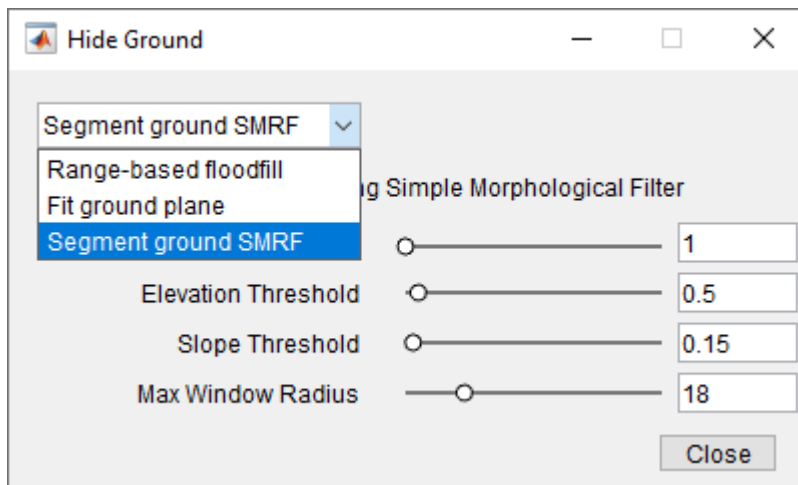 Hide Ground
Segment ground SMRF
Range-based floodfill
Fit ground plane
Segment ground SMRF
Simple Morphological Filter
1
Elevation Threshold 0.5
Slope Threshold 0.15
Max Window Radius 18
Close